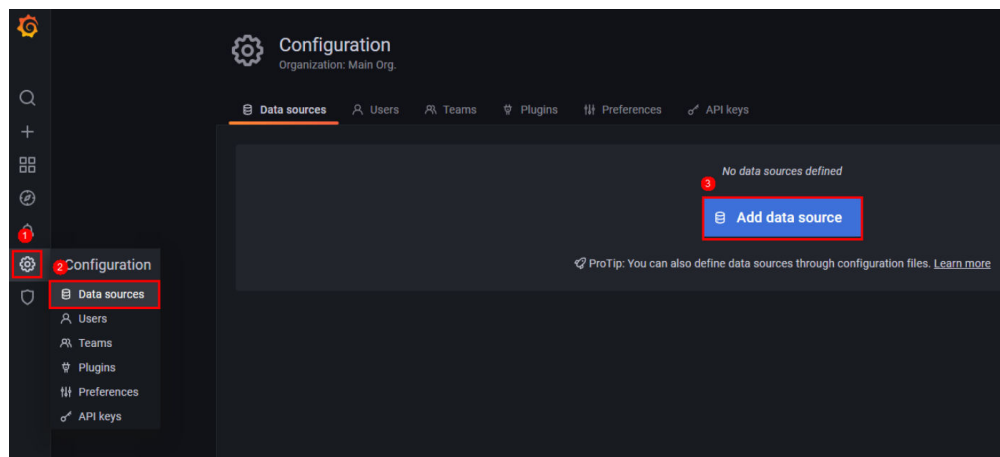 Configuration
Organization: Main Org.
Data sources Users Teams Plugins Preferences API keys
No data sources defined
3
Add data source
ProTip: You can also define data sources through configuration files. Learn more
1
2 Configuration
Data sources
Users
Teams
Plugins
Preferences
API keys